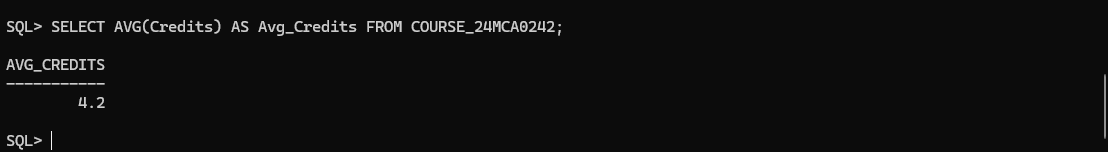 SQL> SELECT AVG(Credits) AS Avg_Credits FROM COURSE_24MCA0242;
AVG_CREDITS
-----------
4.2
SQL>